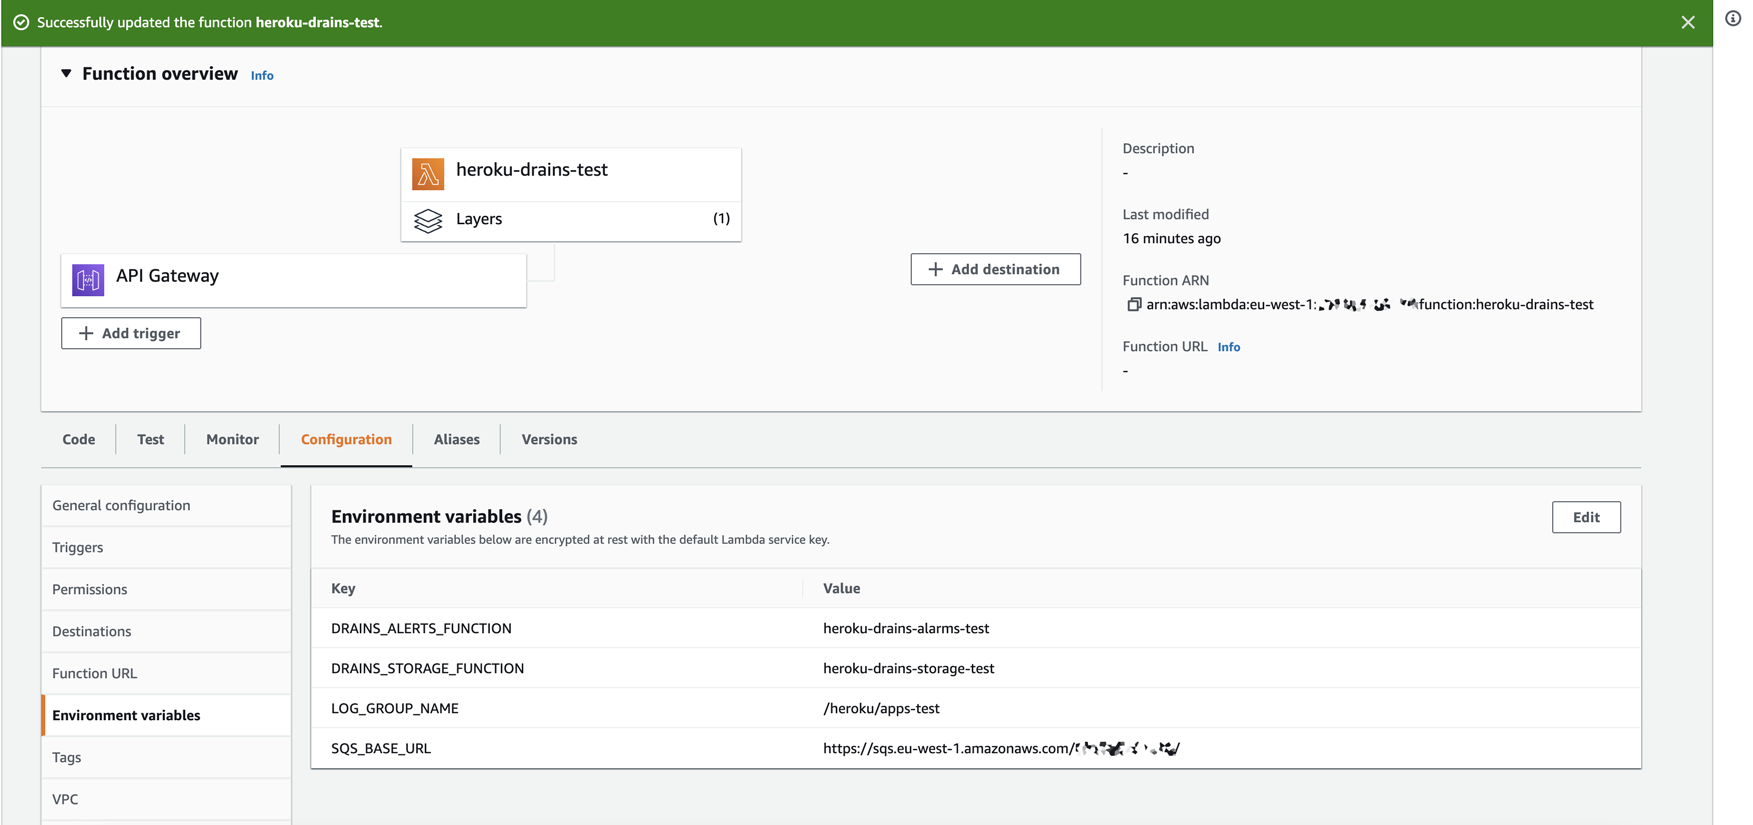 Successfully updated the function heroku-drains-test.
Function overview Info
heroku-drains-test
Layers (1)
API Gateway
+ Add trigger
+ Add destination
Description
-
Last modified
16 minutes ago
Function ARN
arn:aws:lambda:eu-west-1: function:heroku-drains-test
Function URL Info
-
Code Test Monitor Configuration Aliases Versions
General configuration
Triggers
Permissions
Destinations
Function URL
Environment variables
Tags
VPC
Environment variables (4)
The environment variables below are encrypted at rest with the default Lambda service key.
Edit
Key Value
DRAINS_ALERTS_FUNCTION heroku-drains-alarms-test
DRAINS_STORAGE_FUNCTION heroku-drains-storage-test
LOG_GROUP_NAME /heroku/apps-test
SQS_BASE_URL https://sqs.eu-west-1.amazonaws.com/ /